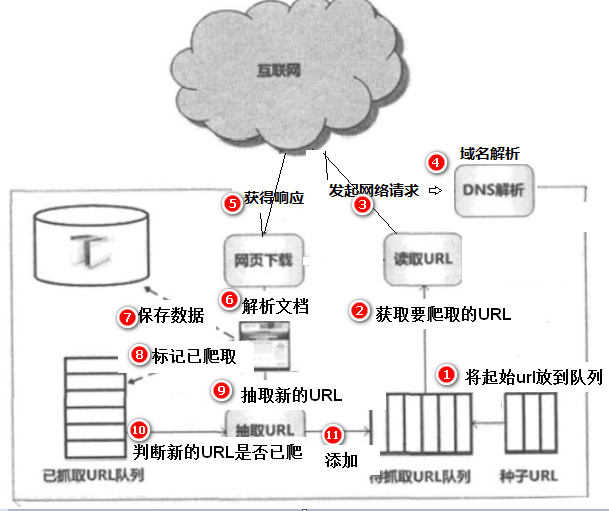 互联网
4 域名解析
DNS解析
5 获得响应
发起网络请求
3
网页下载
读取URL
6 解析文档
2 获取要爬取的URL
7 保存数据
8 标记已爬取
1 将起始url放到队列
9 抽取新的URL
10
抽取URL
11
判断新的URL是否已爬
添加
已抓取URL队列
待抓取URL队列
种子URL